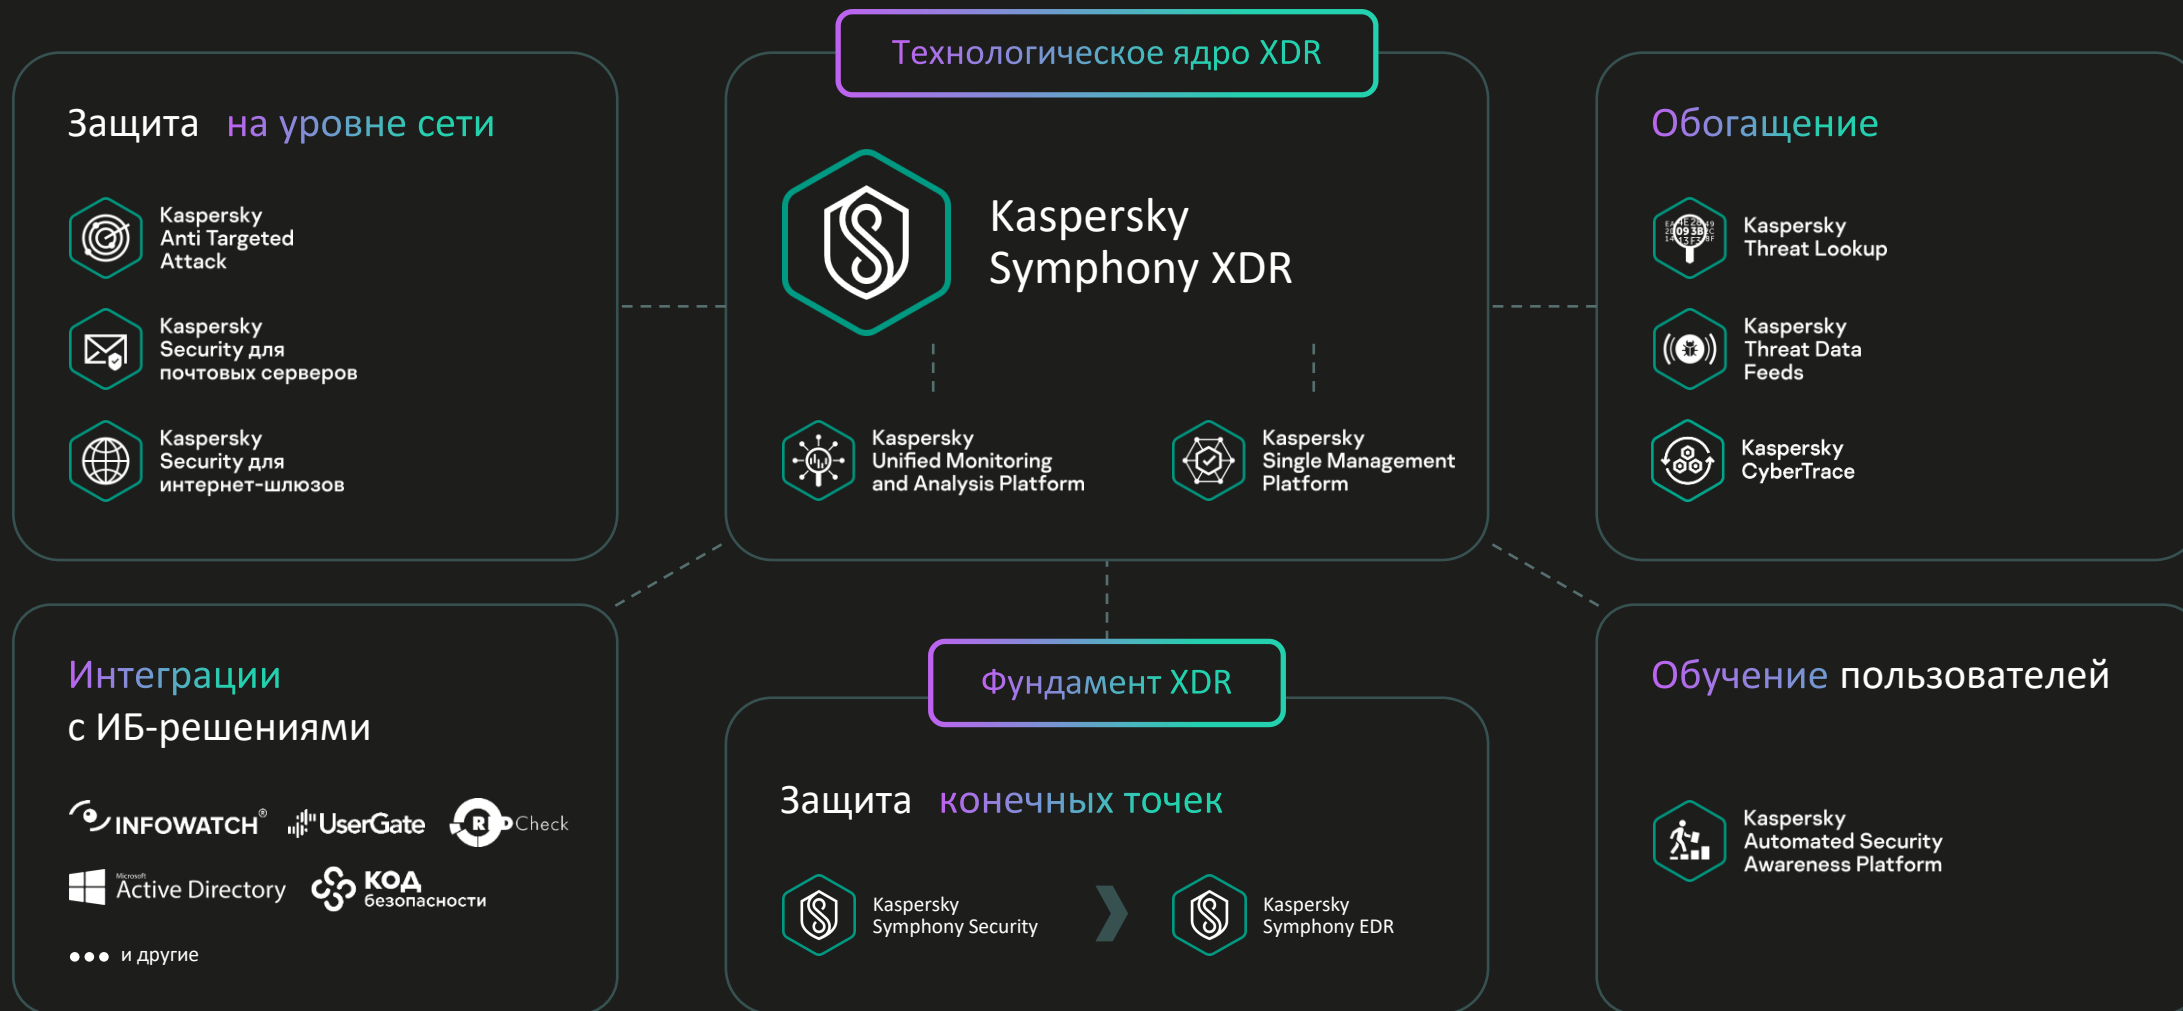 Технологическое ядро XDR
Защита на уровне сети
Kaspersky
Anti Targeted
Attack
Kaspersky
Security для
почтовых серверов
Kaspersky
Security для
интернет-шлюзов
Kaspersky
Symphony XDR
Kaspersky
Unified Monitoring
and Analysis Platform
Kaspersky
Single Management
Platform
Обогащение
Kaspersky
Threat Lookup
Kaspersky
Threat Data
Feeds
Kaspersky
CyberTrace
Интеграции
с ИБ-решениями
INFOWATCH®
UserGate
REDCheck
Microsoft
Active Directory
КОД
безопасности
и другие
Фундамент XDR
Защита конечных точек
Kaspersky
Symphony Security
Kaspersky
Symphony EDR
Обучение пользователей
Kaspersky
Automated Security
Awareness Platform